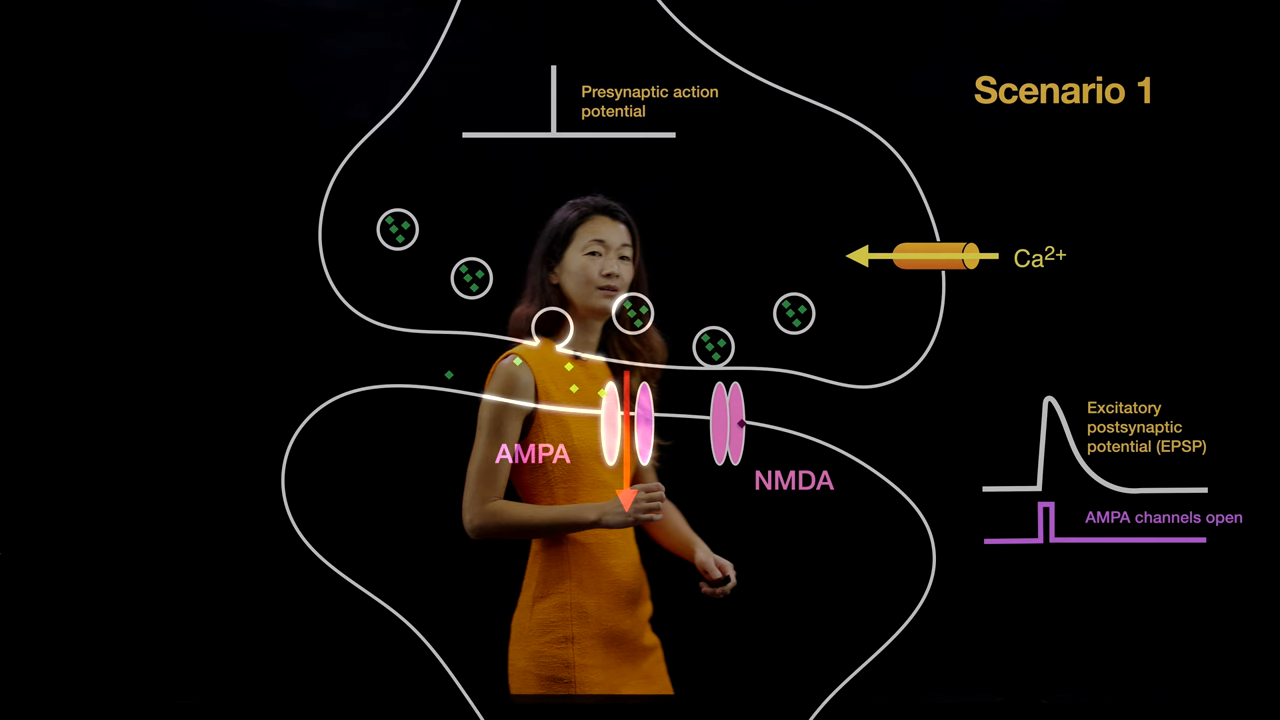 Scenario 1
Presynaptic action
potential
Ca²⁺
AMPA
NMDA
Excitatory
postsynaptic
potential (EPSP)
AMPA channels open